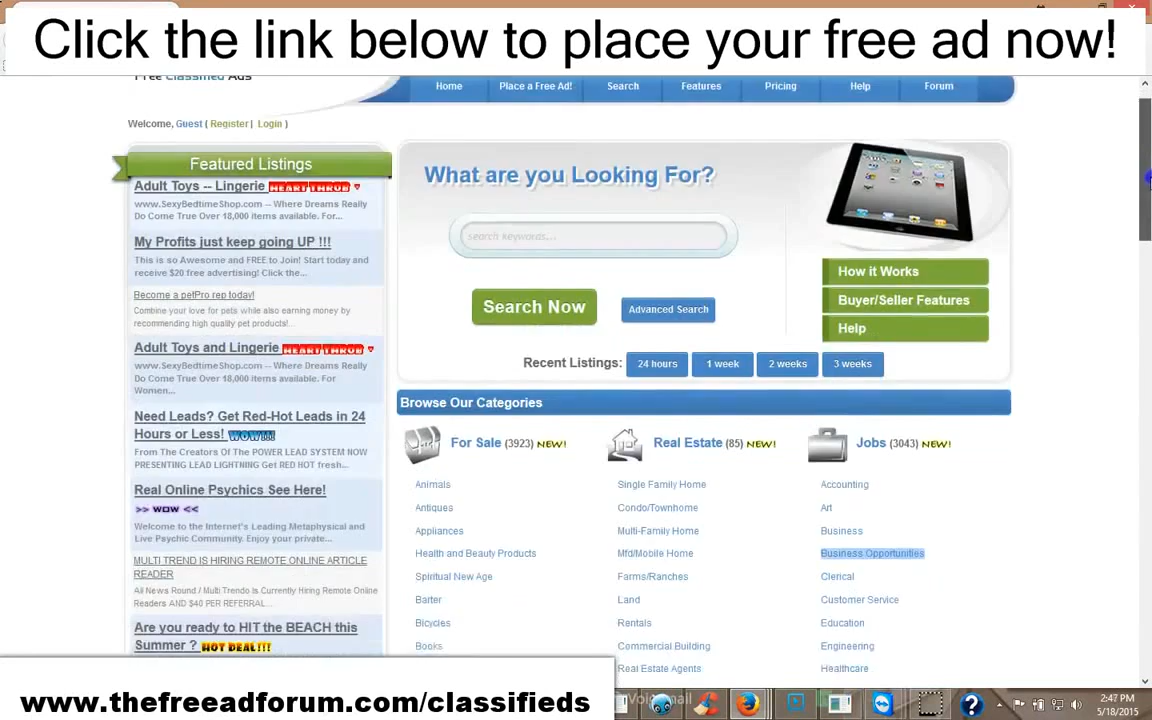 Click the link below to place your free ad now!
Free Classified Ads
Home Place a Free Ad! Search Features Pricing Help Forum
Welcome, Guest ( Register | Login )
Featured Listings
Adult Toys -- Lingerie HEART THROB
www.SexyBedtimeShop.com -- Where Dreams Really
Do Come True Over 18,000 items available. For...
My Profits just keep going UP !!!
This is so Awesome and FREE to Join! Start today and
receive $20 free advertising! Click the...
Become a petPro rep today!
Combine your love for pets while also earning money by
recommending high quality pet products!...
Adult Toys and Lingerie HEART THROB
www.SexyBedtimeShop.com -- Where Dreams Really
Do Come True Over 18,000 items available. For
Women...
Need Leads? Get Red-Hot Leads in 24
Hours or Less! WOW!!!
From The Creators Of The POWER LEAD SYSTEM NOW
PRESENTING LEAD LIGHTNING Get RED HOT fresh...
Real Online Psychics See Here!
>> WOW <<
Welcome to the Internet's Leading Metaphysical and
Live Psychic Community. Enjoy your private...
MULTI TREND IS HIRING REMOTE ONLINE ARTICLE
READER
All News Round / Multi Trendo Is Currently Hiring Remote Online
Readers AND $40 PER REFERRAL...
Are you ready to HIT the BEACH this
Summer ? HOT DEAL!!!
What are you Looking For?
search keywords...
Search Now Advanced Search
How it Works
Buyer/Seller Features
Help
Recent Listings: 24 hours 1 week 2 weeks 3 weeks
Browse Our Categories
For Sale (3923) NEW!
Animals
Antiques
Appliances
Health and Beauty Products
Spiritual New Age
Barter
Bicycles
Books
Real Estate (85) NEW!
Single Family Home
Condo/Townhome
Multi-Family Home
Mfd/Mobile Home
Farms/Ranches
Land
Rentals
Commercial Building
Real Estate Agents
Jobs (3043) NEW!
Accounting
Art
Business
Business Opportunities
Clerical
Customer Service
Education
Engineering
Healthcare
www.thefreeadforum.com/classifieds
2:47 PM
5/18/2015